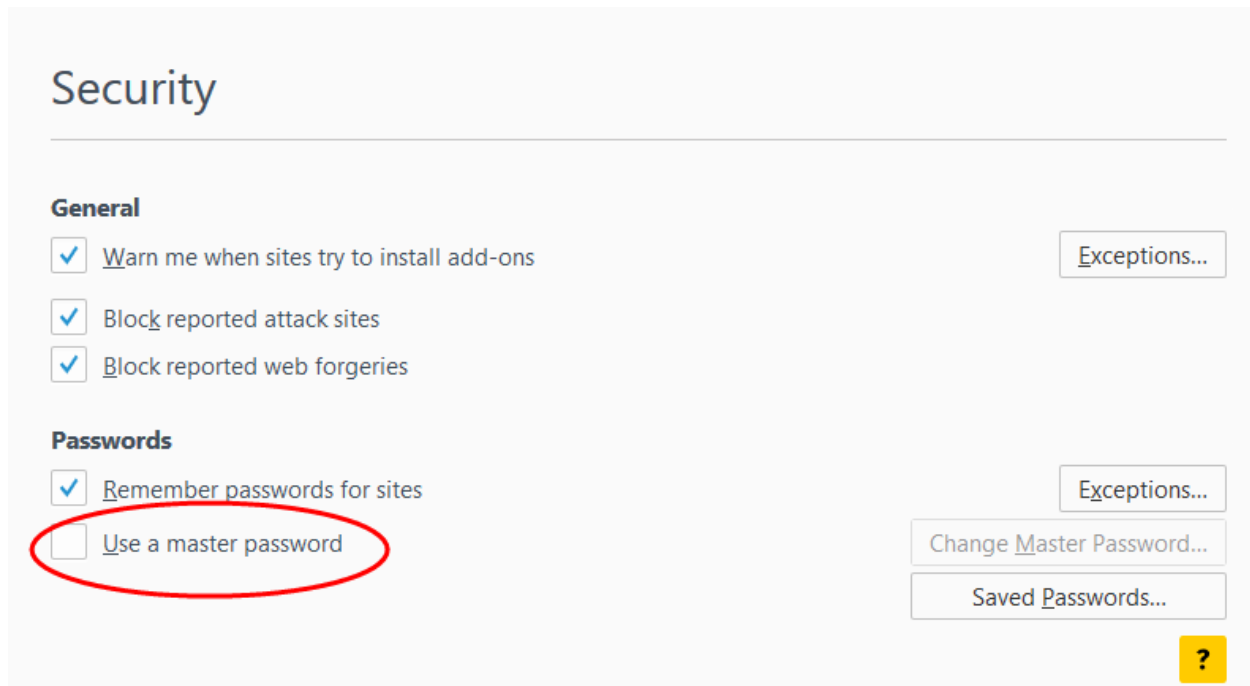 Security
General
Warn me when sites try to install add-ons
Exceptions...
Block reported attack sites
Block reported web forgeries
Passwords
Remember passwords for sites
Exceptions...
Use a master password
Change Master Password...
Saved Passwords...
?